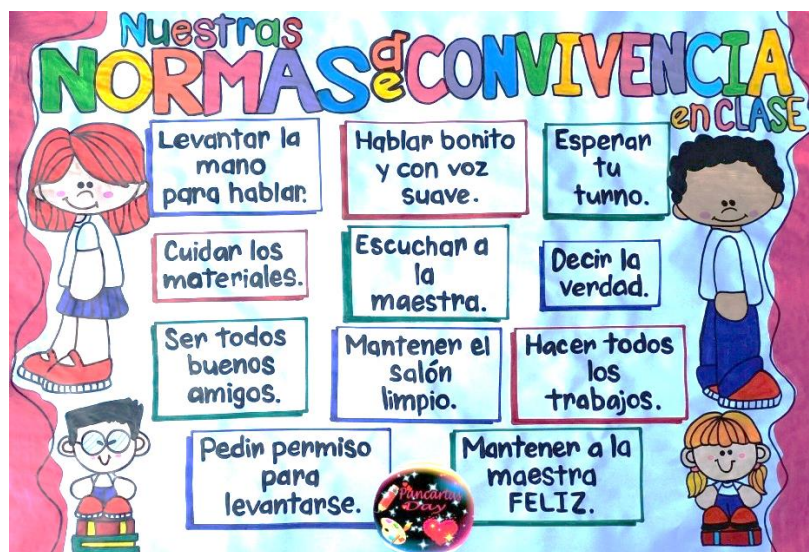 Nuestras
NORMAS de CONVIVENCIA
en CLASE
Levantar la
mano
para hablar.
Hablar bonito
y con voz
suave.
Esperar
tu
turno.
Cuidar los
materiales.
Escuchar a
la
maestra.
Decir la
verdad.
Ser todos
buenos
amigos.
Mantener el
salón
limpio.
Hacer todos
los
trabajos.
Pedir permiso
para
levantarse.
Mantener a la
maestra
FELIZ.
Pancartas
Day